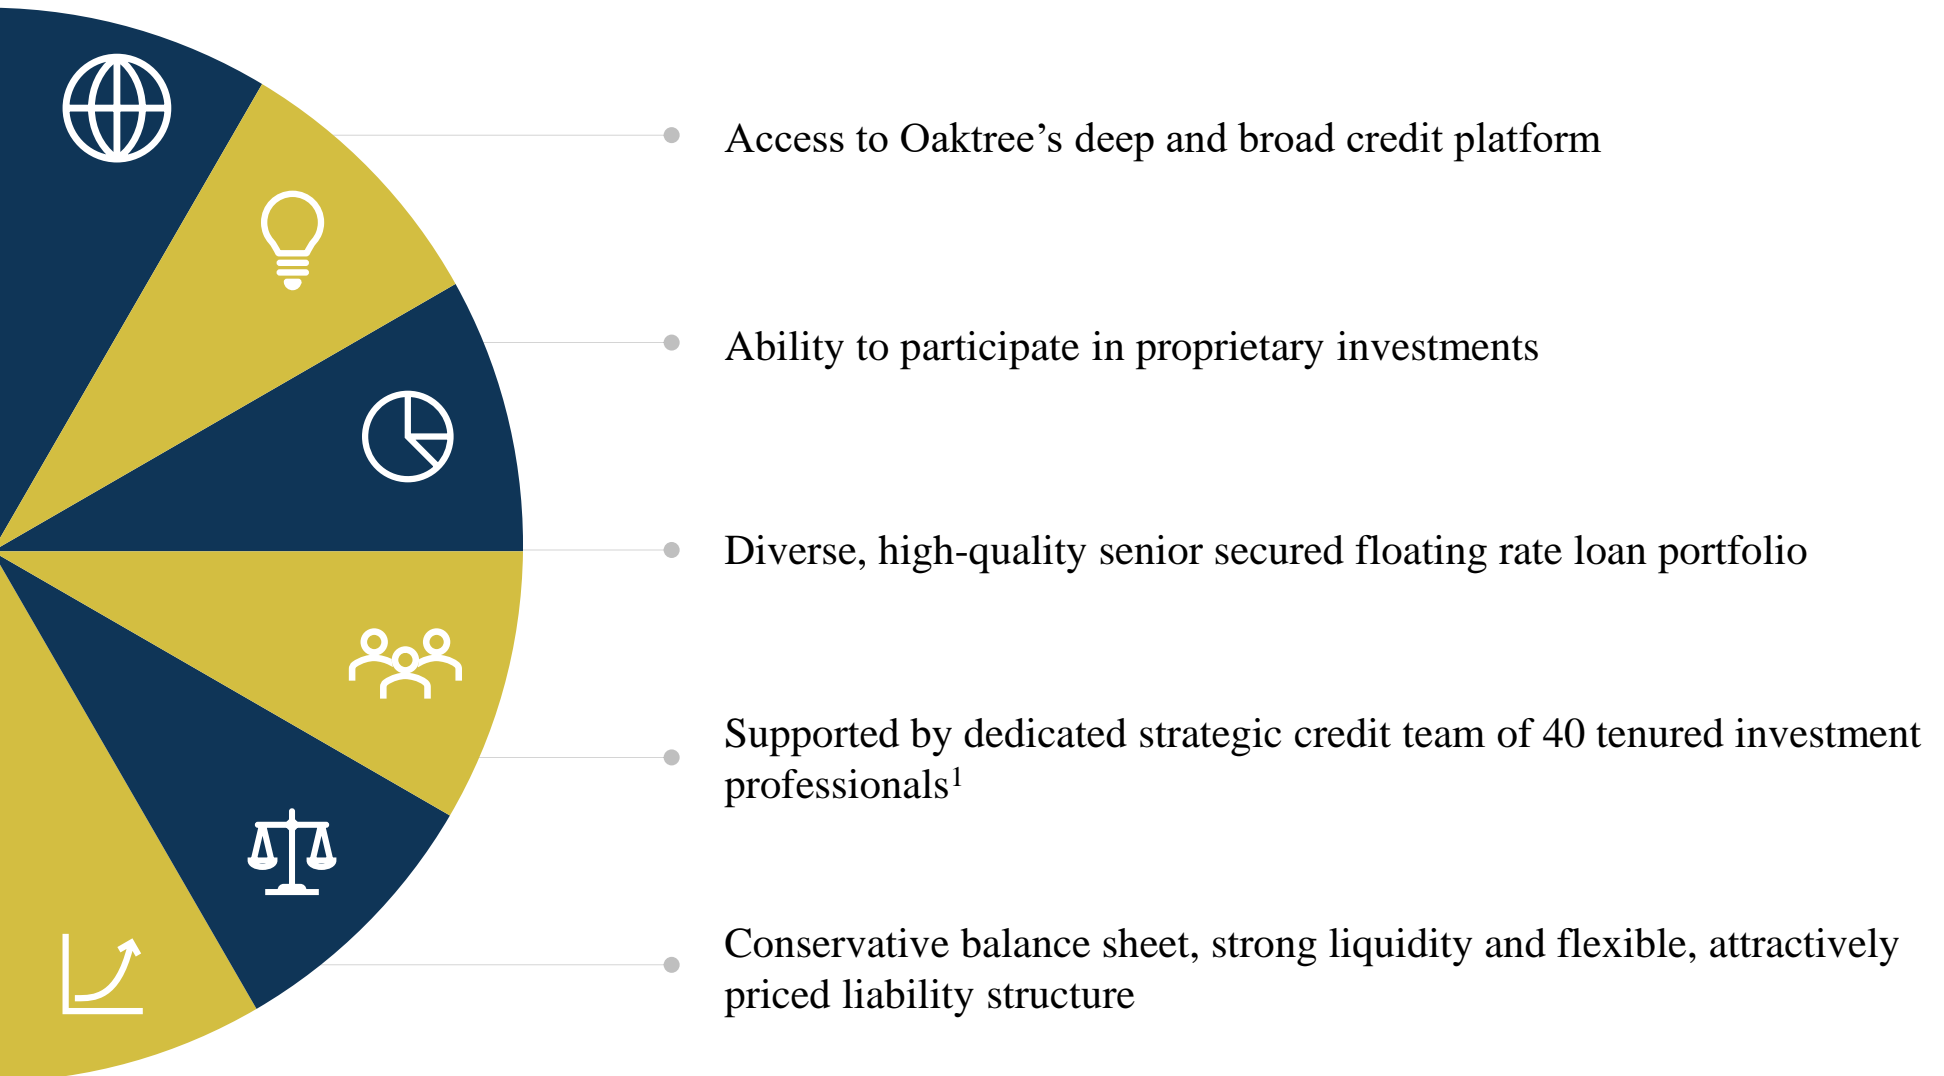 Access to Oaktree’s deep and broad credit platform
Ability to participate in proprietary investments
Diverse, high-quality senior secured floating rate loan portfolio
Supported by dedicated strategic credit team of 40 tenured investment
professionals¹
Conservative balance sheet, strong liquidity and flexible, attractively
priced liability structure